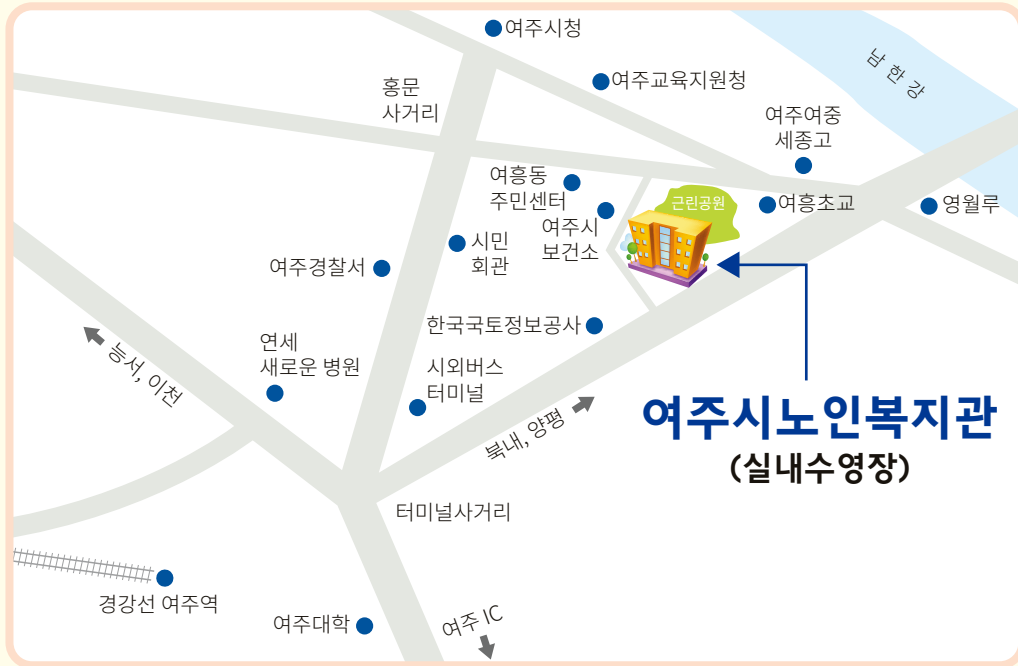 여주시청
남한강
여주교육지원청
홍문
사거리
여주여중
세종고
여흥동
주민센터
근린공원
여흥초교
영월루
여주시
보건소
시민
회관
여주경찰서
한국국토정보공사
연세
새로운 병원
능서, 이천
시외버스
터미널
북내, 양평
여주시노인복지관
(실내수영장)
터미널사거리
경강선 여주역
여주대학
여주 IC